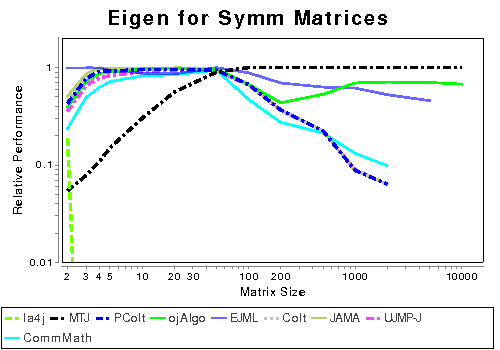 Eigen for Symm Matrices
1
0.1
0.01
Relative Performance
2 3 4 5 10 20 30 100 200 1000 2000 10000
Matrix Size
la4j MTJ PColt ojAlgo EJML Colt JAMA UJMP-J
CommMath